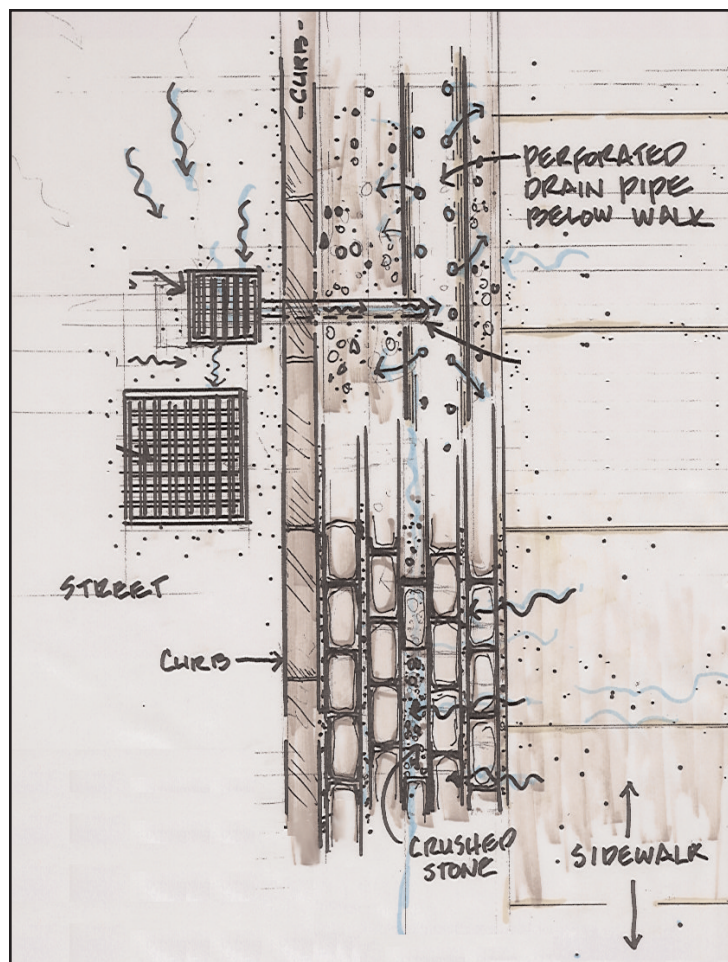 -CURB-
PERFORATED
DRAIN PIPE
BELOW WALK
STREET
CURB
CRUSHED
STONE
SIDEWALK